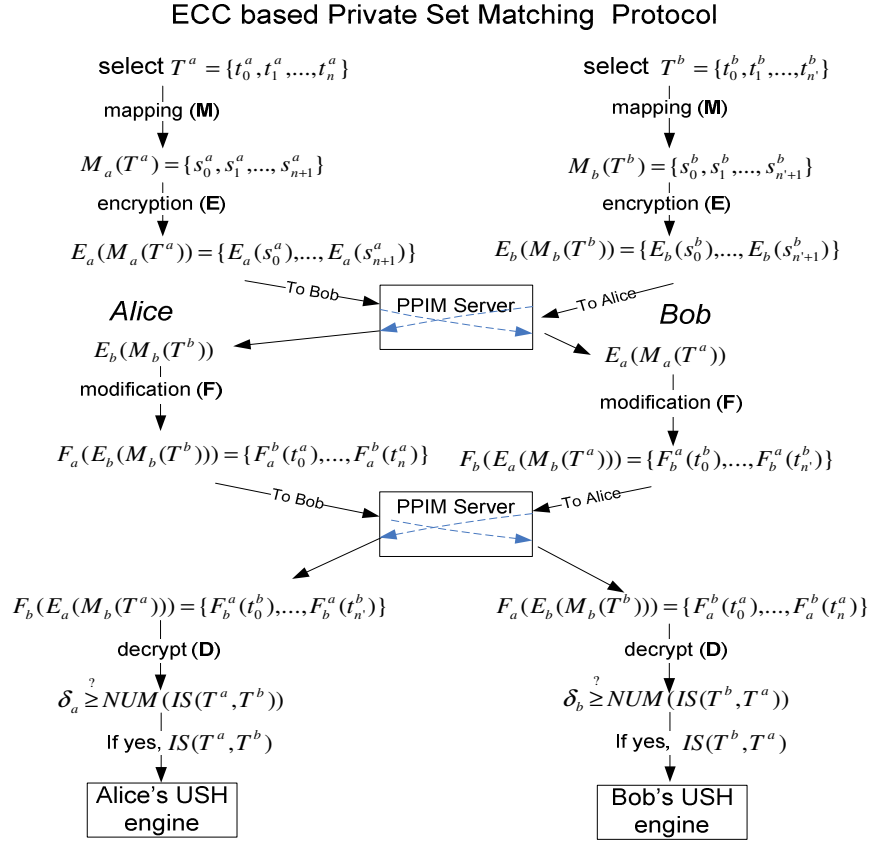 ECC based Private Set Matching Protocol
select T^a = {t_0^a, t_1^a, ..., t_n^a}
select T^b = {t_0^b, t_1^b, ..., t_{n'}^b}
mapping (M)
mapping (M)
M_a(T^a) = {s_0^a, s_1^a, ..., s_{n+1}^a}
M_b(T^b) = {s_0^b, s_1^b, ..., s_{n'+1}^b}
encryption (E)
encryption (E)
E_a(M_a(T^a)) = {E_a(s_0^a), ..., E_a(s_{n+1}^a)}
E_b(M_b(T^b)) = {E_b(s_0^b), ..., E_b(s_{n'+1}^b)}
To Bob
PPIM Server
To Alice
Alice
Bob
E_b(M_b(T^b))
E_a(M_a(T^a))
modification (F)
modification (F)
F_a(E_b(M_b(T^b))) = {F_a^b(t_0^a), ..., F_a^b(t_n^a)}
F_b(E_a(M_b(T^a))) = {F_b^a(t_0^b), ..., F_b^a(t_{n'}^b)}
To Bob
PPIM Server
To Alice
F_b(E_a(M_b(T^a))) = {F_b^a(t_0^b), ..., F_b^a(t_{n'}^b)}
F_a(E_b(M_b(T^b))) = {F_a^b(t_0^a), ..., F_a^b(t_n^a)}
decrypt (D)
decrypt (D)
δ_a ≥^? NUM(IS(T^a, T^b))
δ_b ≥^? NUM(IS(T^b, T^a))
If yes, IS(T^a, T^b)
If yes, IS(T^b, T^a)
Alice's USH
engine
Bob's USH
engine